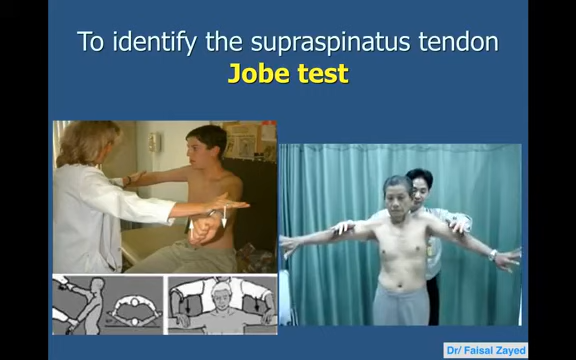 To identify the supraspinatus tendon
Jobe test
Dr/ Faisal Zayed